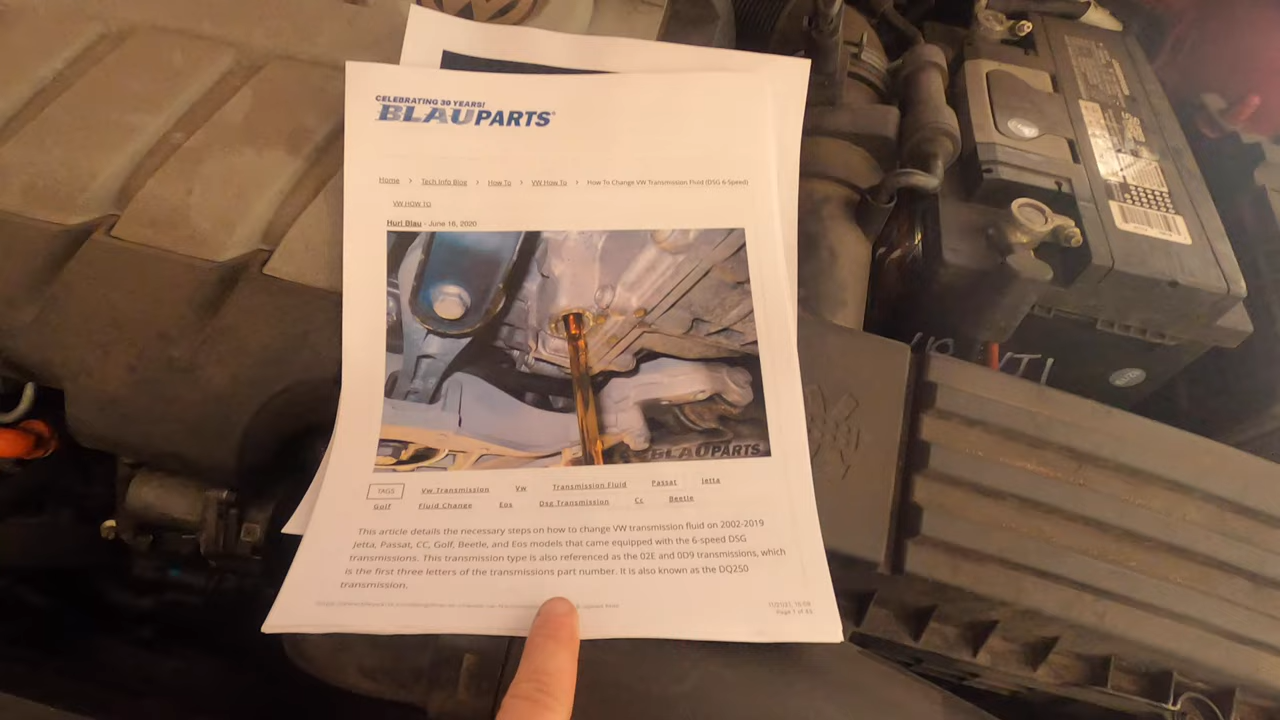 CELEBRATING 30 YEARS!
BLAUPARTS®
Home > Tech Info Blog > How To > VW How To > How To Change VW Transmission Fluid (DSG 6-Speed)
VW HOW TO
Huri Blau - June 16, 2020
BLAUPARTS
TAGS Vw Transmission Vw Transmission Fluid Passat Jetta
Golf Fluid Change Eos Dsg Transmission Cc Beetle
This article details the necessary steps on how to change VW transmission fluid on 2002-2019
Jetta, Passat, CC, Golf, Beetle, and Eos models that came equipped with the 6-speed DSG
transmissions. This transmission type is also referenced as the 02E and 0D9 transmissions, which
is the first three letters of the transmissions part number. It is also known as the DQ250
transmission.